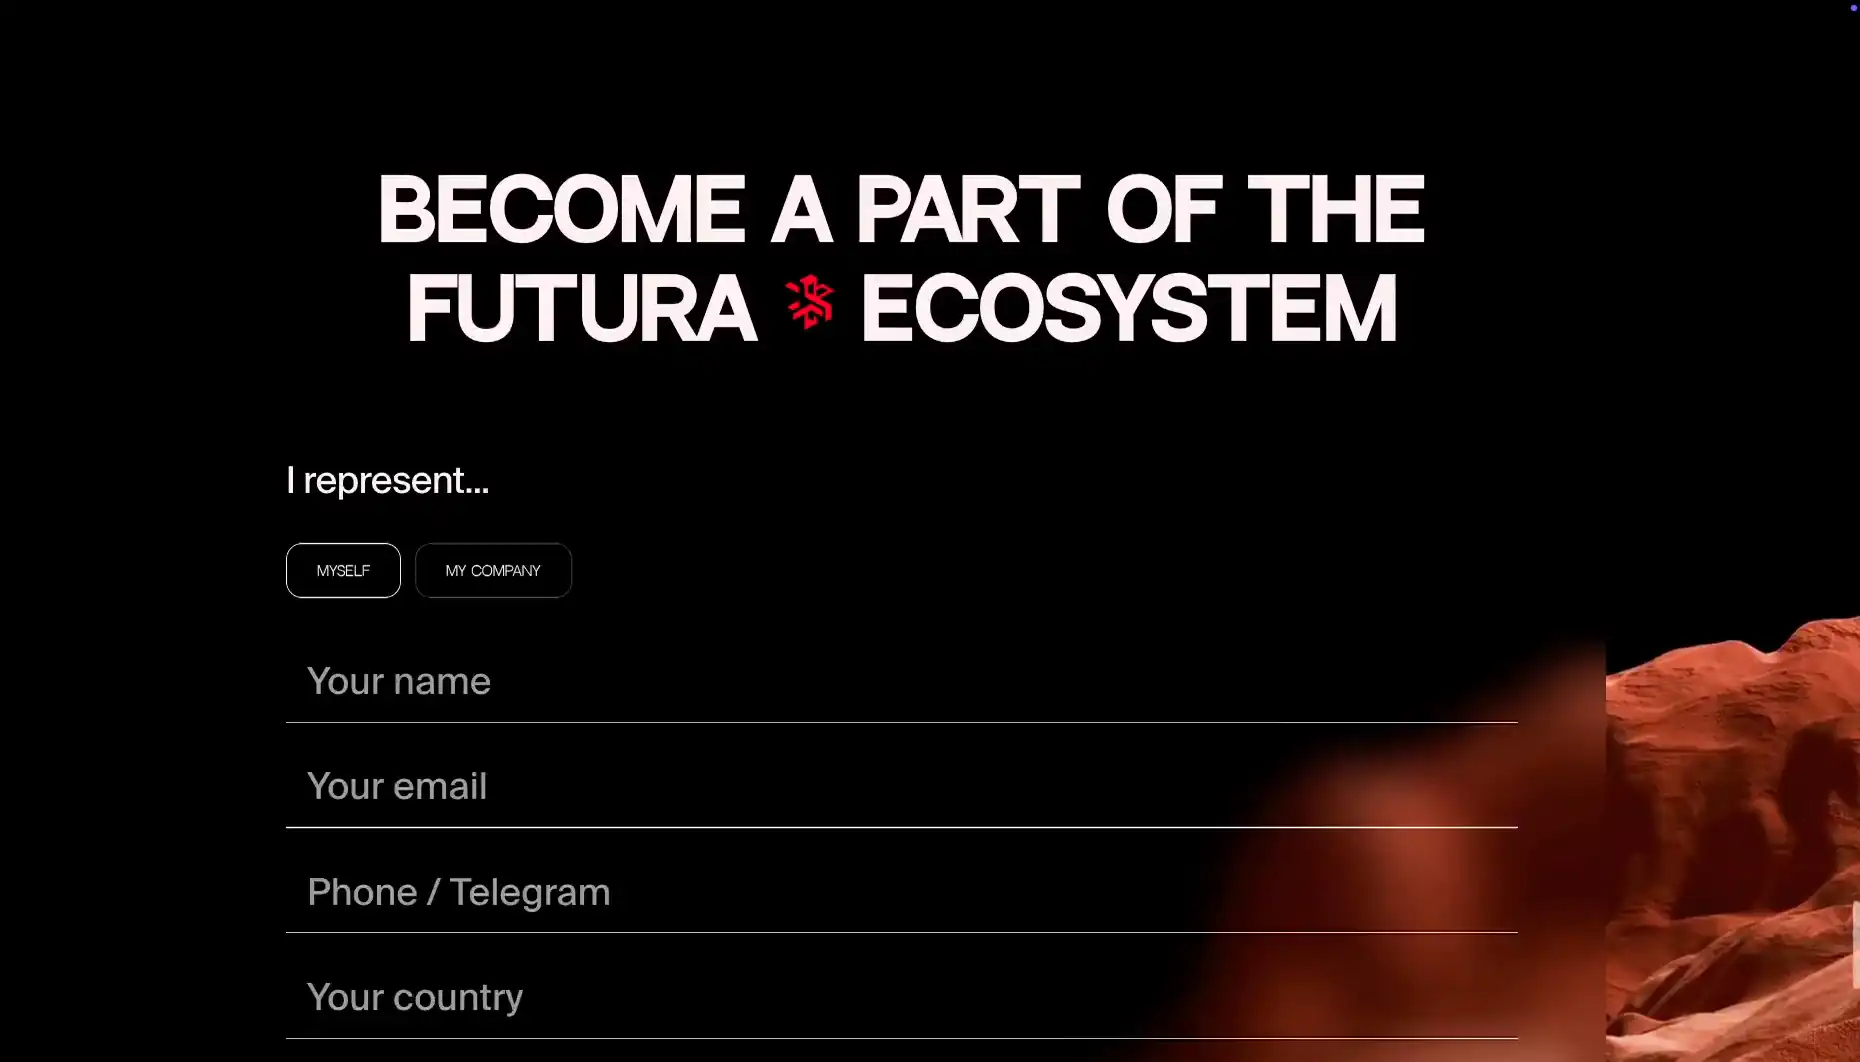 BECOME A PART OF THE
FUTURA ECOSYSTEM
I represent...
MYSELF
MY COMPANY
Your name
Your email
Phone / Telegram
Your country